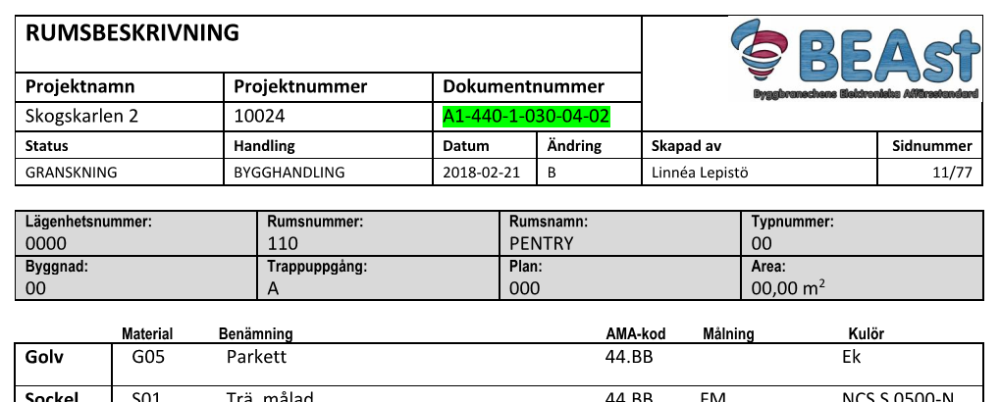 RUMSBESKRIVNING
BEAst
Byggbranschens Elektroniska Affärsstandard
Projektnamn Projektnummer Dokumentnummer
Skogskarlen 2 10024 A1-440-1-030-04-02
Status Handling Datum Ändring Skapad av Sidnummer
GRANSKNING BYGGHANDLING 2018-02-21 B Linnéa Lepistö 11/77
Lägenhetsnummer: Rumsnummer: Rumsnamn: Typnummer:
0000 110 PENTRY 00
Byggnad: Trappuppgång: Plan: Area:
00 A 000 00,00 m²
Material Benämning AMA-kod Målning Kulör
Golv G05 Parkett 44.BB Ek
Sockel S01 Trä, målad 44.BB FM NCS S 0500-N